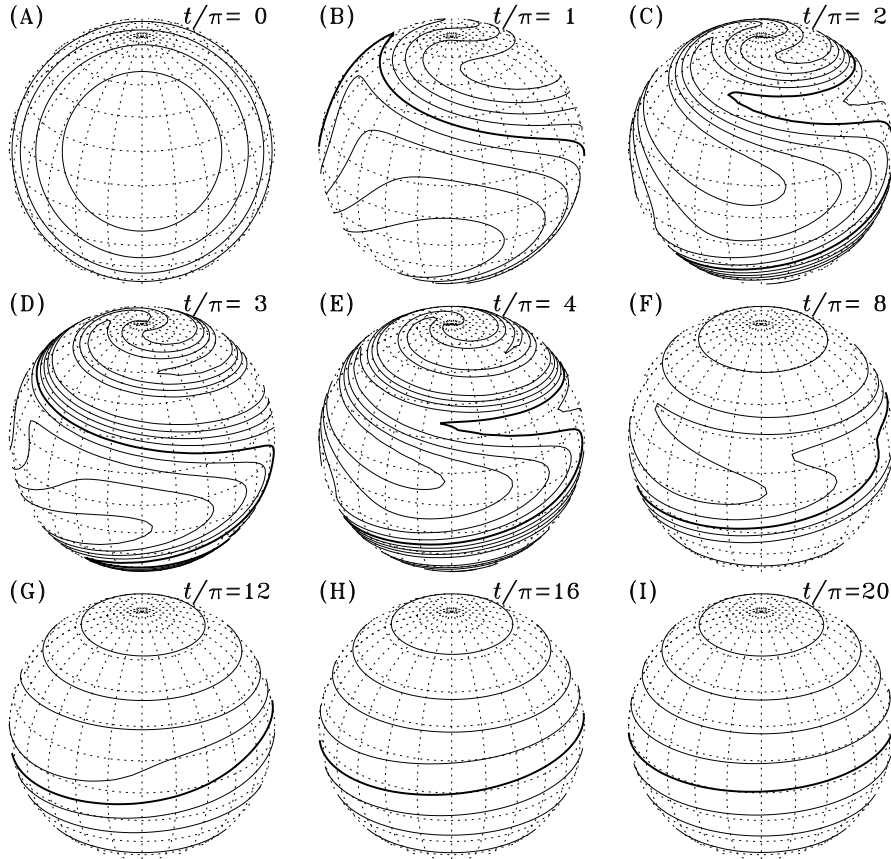 (A) t/π= 0 (B) t/π= 1 (C) t/π= 2
(D) t/π= 3 (E) t/π= 4 (F) t/π= 8
(G) t/π=12 (H) t/π=16 (I) t/π=20